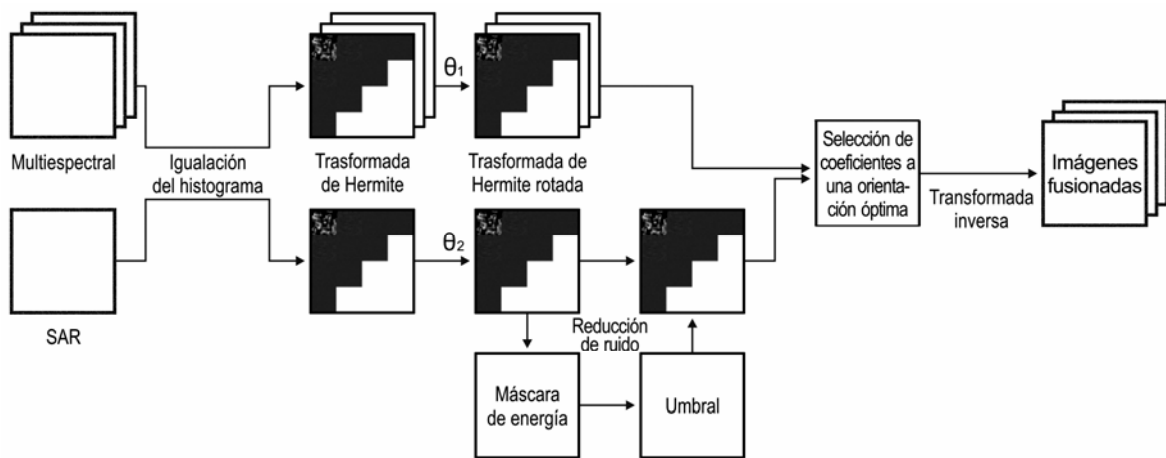 θ1
θ2
Multiespectral
Igualación
del histograma
Trasformada
de Hermite
Trasformada de
Hermite rotada
Selección de
coeficientes a
una orienta-
ción óptima
Transformada
inversa
Imágenes
fusionadas
SAR
Reducción
de ruido
Máscara
de energía
Umbral